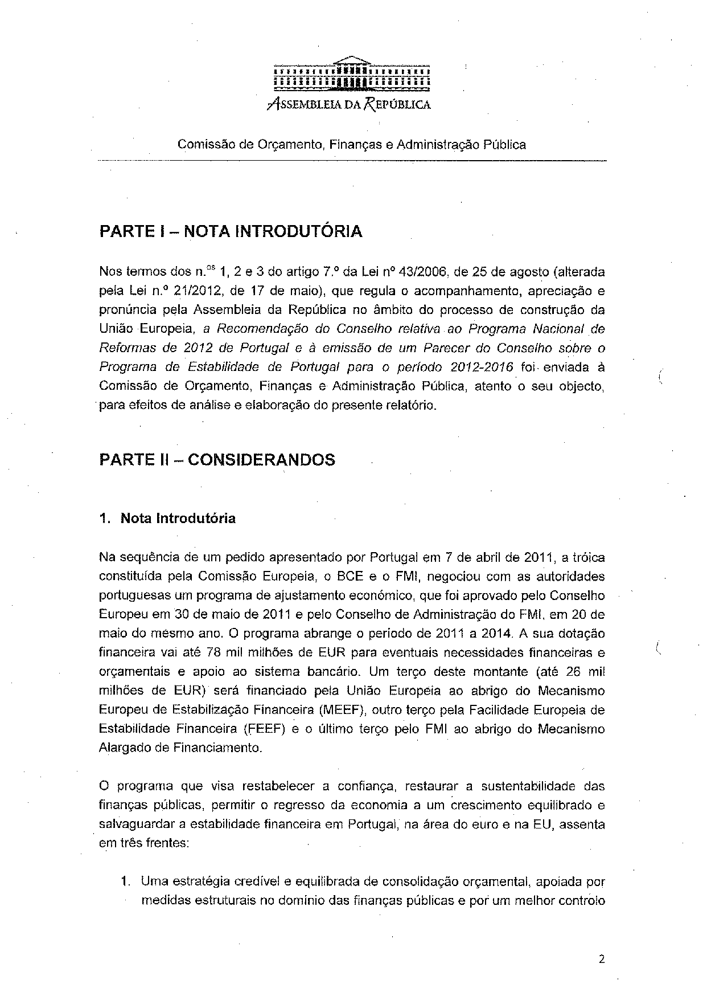 ASSEMBLEIA DA REPÚBLICA
Comissão de Orçamento, Finanças e Administração Pública
PARTE I – NOTA INTRODUTÓRIA
Nos termos dos n.ºs 1, 2 e 3 do artigo 7.º da Lei nº 43/2006, de 25 de agosto (alterada
pela Lei n.º 21/2012, de 17 de maio), que regula o acompanhamento, apreciação e
pronúncia pela Assembleia da República no âmbito do processo de construção da
União Europeia, a Recomendação do Conselho relativa ao Programa Nacional de
Reformas de 2012 de Portugal e à emissão de um Parecer do Conselho sobre o
Programa de Estabilidade de Portugal para o período 2012-2016 foi enviada à
Comissão de Orçamento, Finanças e Administração Pública, atento o seu objecto,
para efeitos de análise e elaboração do presente relatório.
PARTE II – CONSIDERANDOS
1. Nota Introdutória
Na sequência de um pedido apresentado por Portugal em 7 de abril de 2011, a tróica
constituída pela Comissão Europeia, o BCE e o FMI, negociou com as autoridades
portuguesas um programa de ajustamento económico, que foi aprovado pelo Conselho
Europeu em 30 de maio de 2011 e pelo Conselho de Administração do FMI, em 20 de
maio do mesmo ano. O programa abrange o período de 2011 a 2014. A sua dotação
financeira vai até 78 mil milhões de EUR para eventuais necessidades financeiras e
orçamentais e apoio ao sistema bancário. Um terço deste montante (até 26 mil
milhões de EUR) será financiado pela União Europeia ao abrigo do Mecanismo
Europeu de Estabilização Financeira (MEEF), outro terço pela Facilidade Europeia de
Estabilidade Financeira (FEEF) e o último terço pelo FMI ao abrigo do Mecanismo
Alargado de Financiamento.
O programa que visa restabelecer a confiança, restaurar a sustentabilidade das
finanças públicas, permitir o regresso da economia a um crescimento equilibrado e
salvaguardar a estabilidade financeira em Portugal, na área do euro e na EU, assenta
em três frentes:
1. Uma estratégia credível e equilibrada de consolidação orçamental, apoiada por
medidas estruturais no domínio das finanças públicas e por um melhor controlo
2